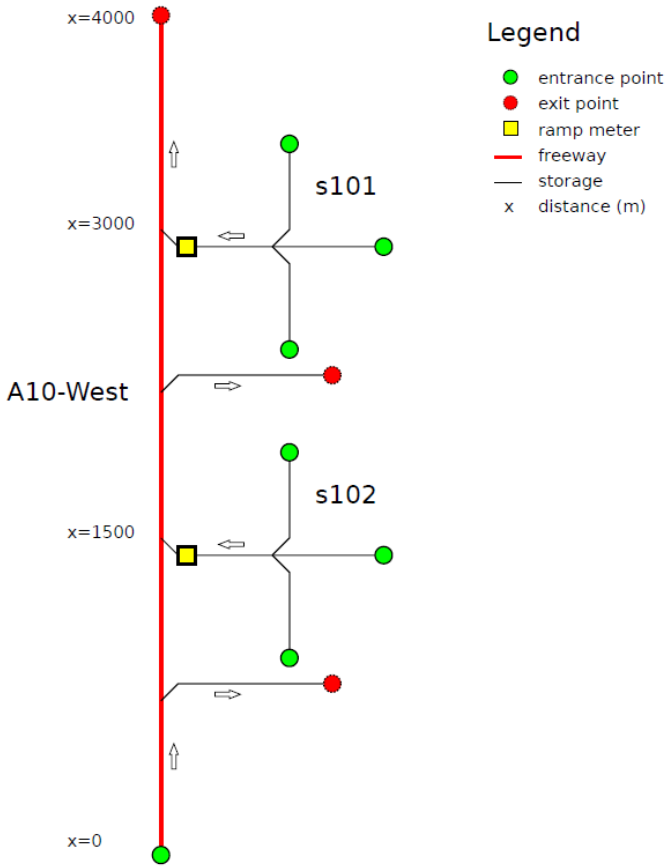 x=4000
Legend
entrance point
exit point
ramp meter
freeway
storage
x distance (m)
s101
x=3000
A10-West
s102
x=1500
x=0